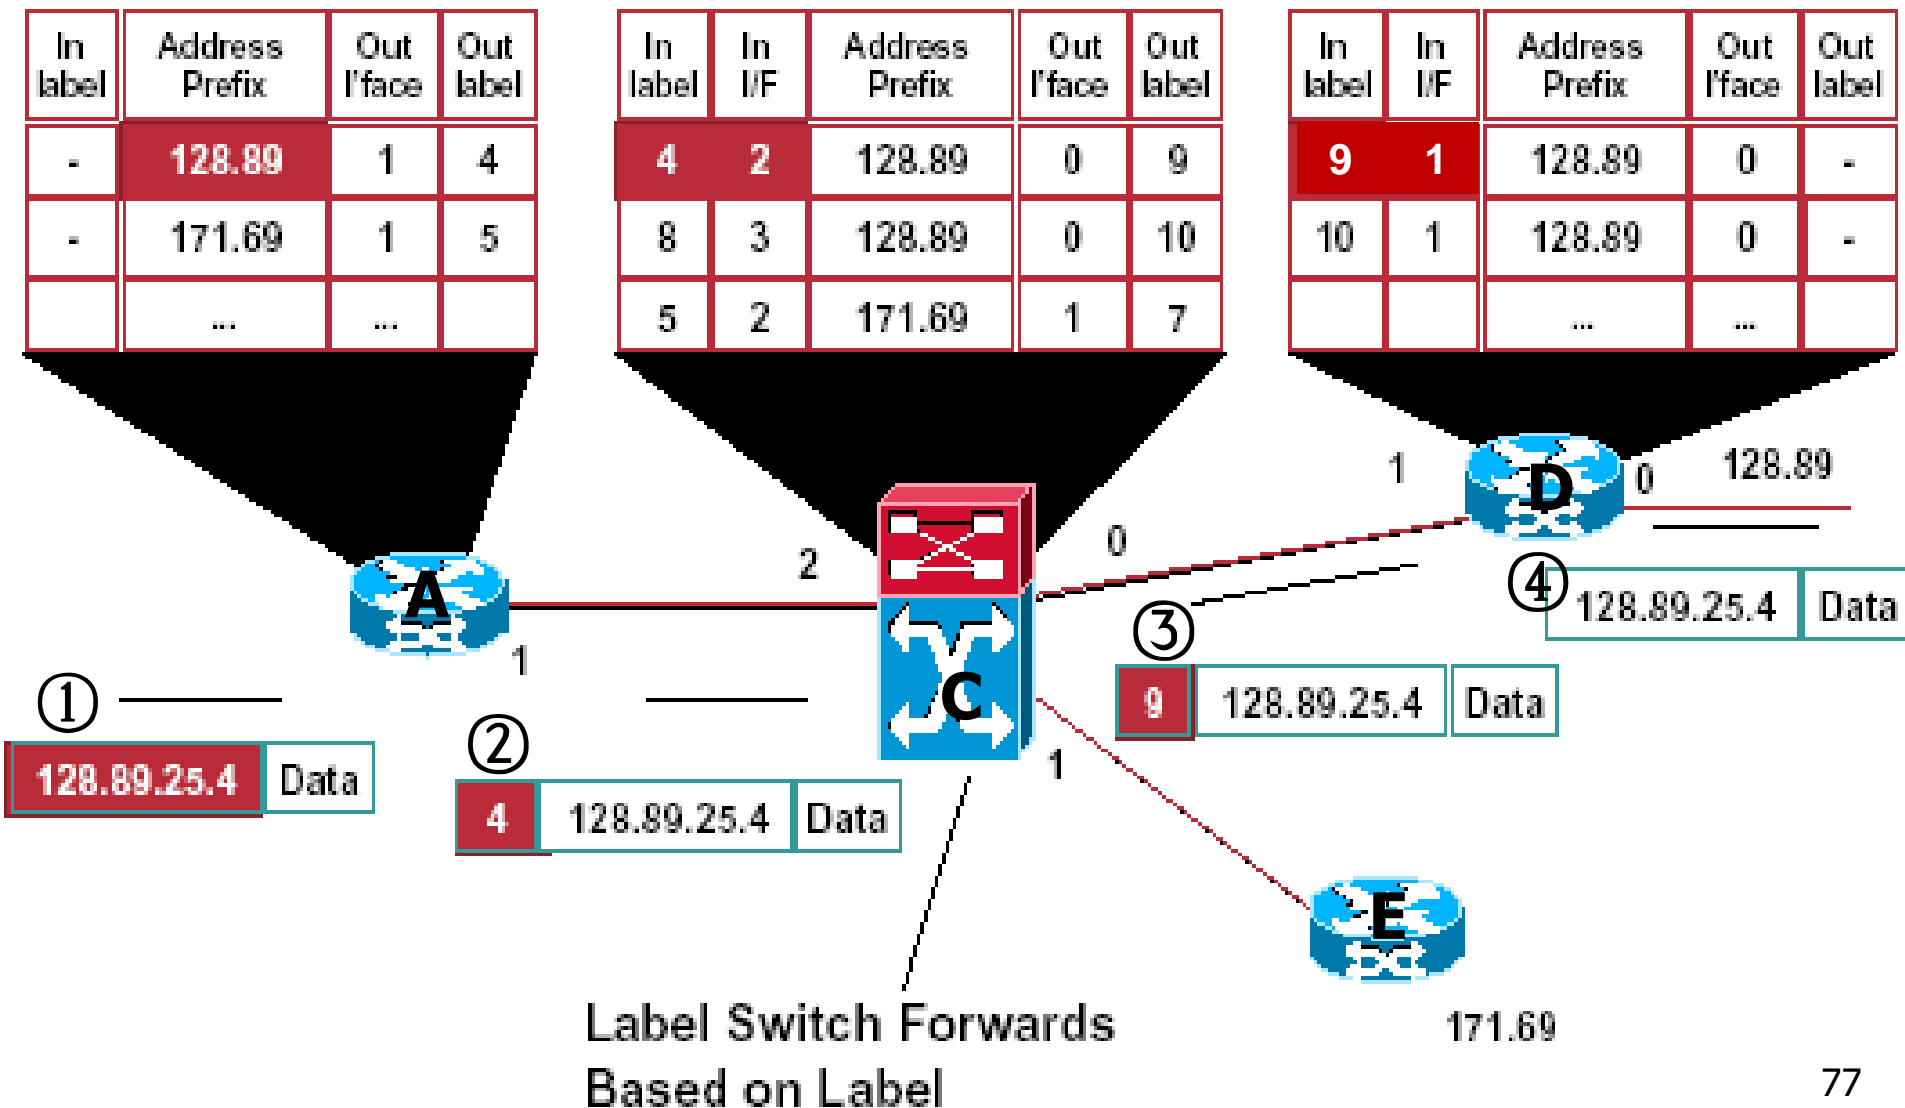 In label | Address Prefix | Out I'face | Out label
- | 128.89 | 1 | 4
- | 171.69 | 1 | 5
... | ...
In label | In I/F | Address Prefix | Out I'face | Out label
4 | 2 | 128.89 | 0 | 9
8 | 3 | 128.89 | 0 | 10
5 | 2 | 171.69 | 1 | 7
In label | In I/F | Address Prefix | Out I'face | Out label
9 | 1 | 128.89 | 0 | -
10 | 1 | 128.89 | 0 | -
... | ...
1
D
0
128.89
2
0
A
1
④
128.89.25.4 Data
③
9 128.89.25.4 Data
C
1
①
128.89.25.4 Data
②
4 128.89.25.4 Data
E
171.69
Label Switch Forwards
Based on Label
77